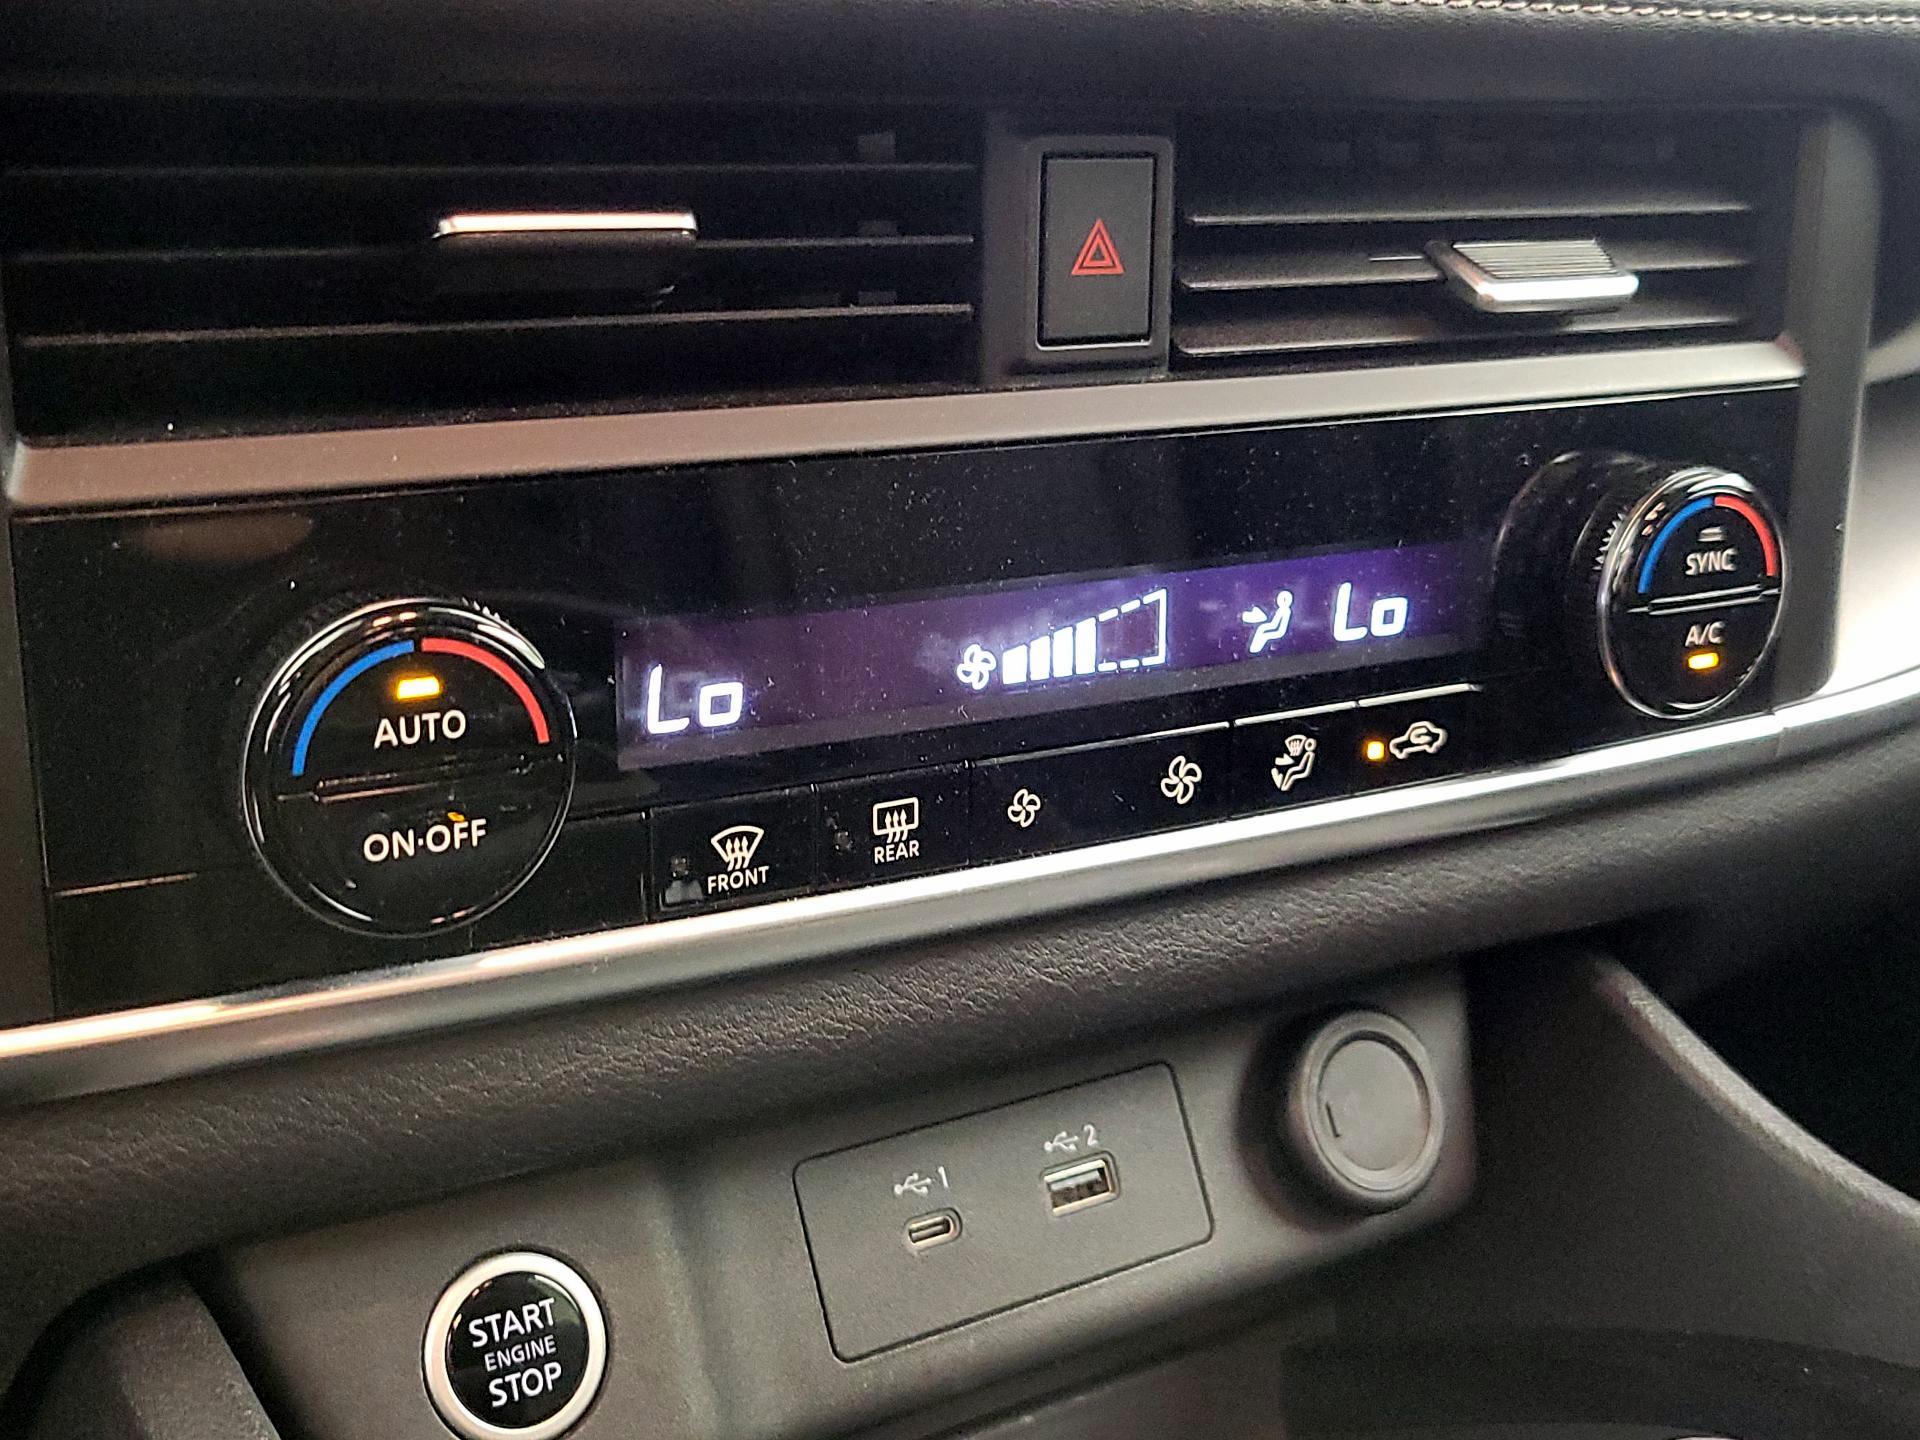 SYNC
A/C
Lo
Lo
AUTO
ON·OFF
FRONT
REAR
1
2
START
ENGINE
STOP